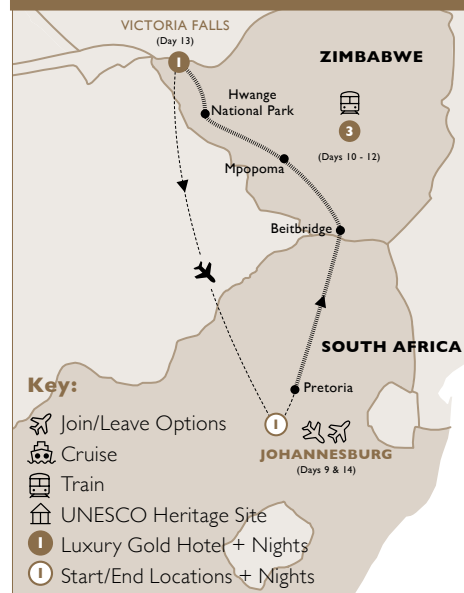 VICTORIA FALLS
(Day 13)
I
ZIMBABWE
Hwange
National Park
3
(Days 10 - 12)
Mpopoma
Beitbridge
SOUTH AFRICA
Pretoria
I
JOHANNESBURG
(Days 9 & 14)
Key:
Join/Leave Options
Cruise
Train
UNESCO Heritage Site
I Luxury Gold Hotel + Nights
I Start/End Locations + Nights